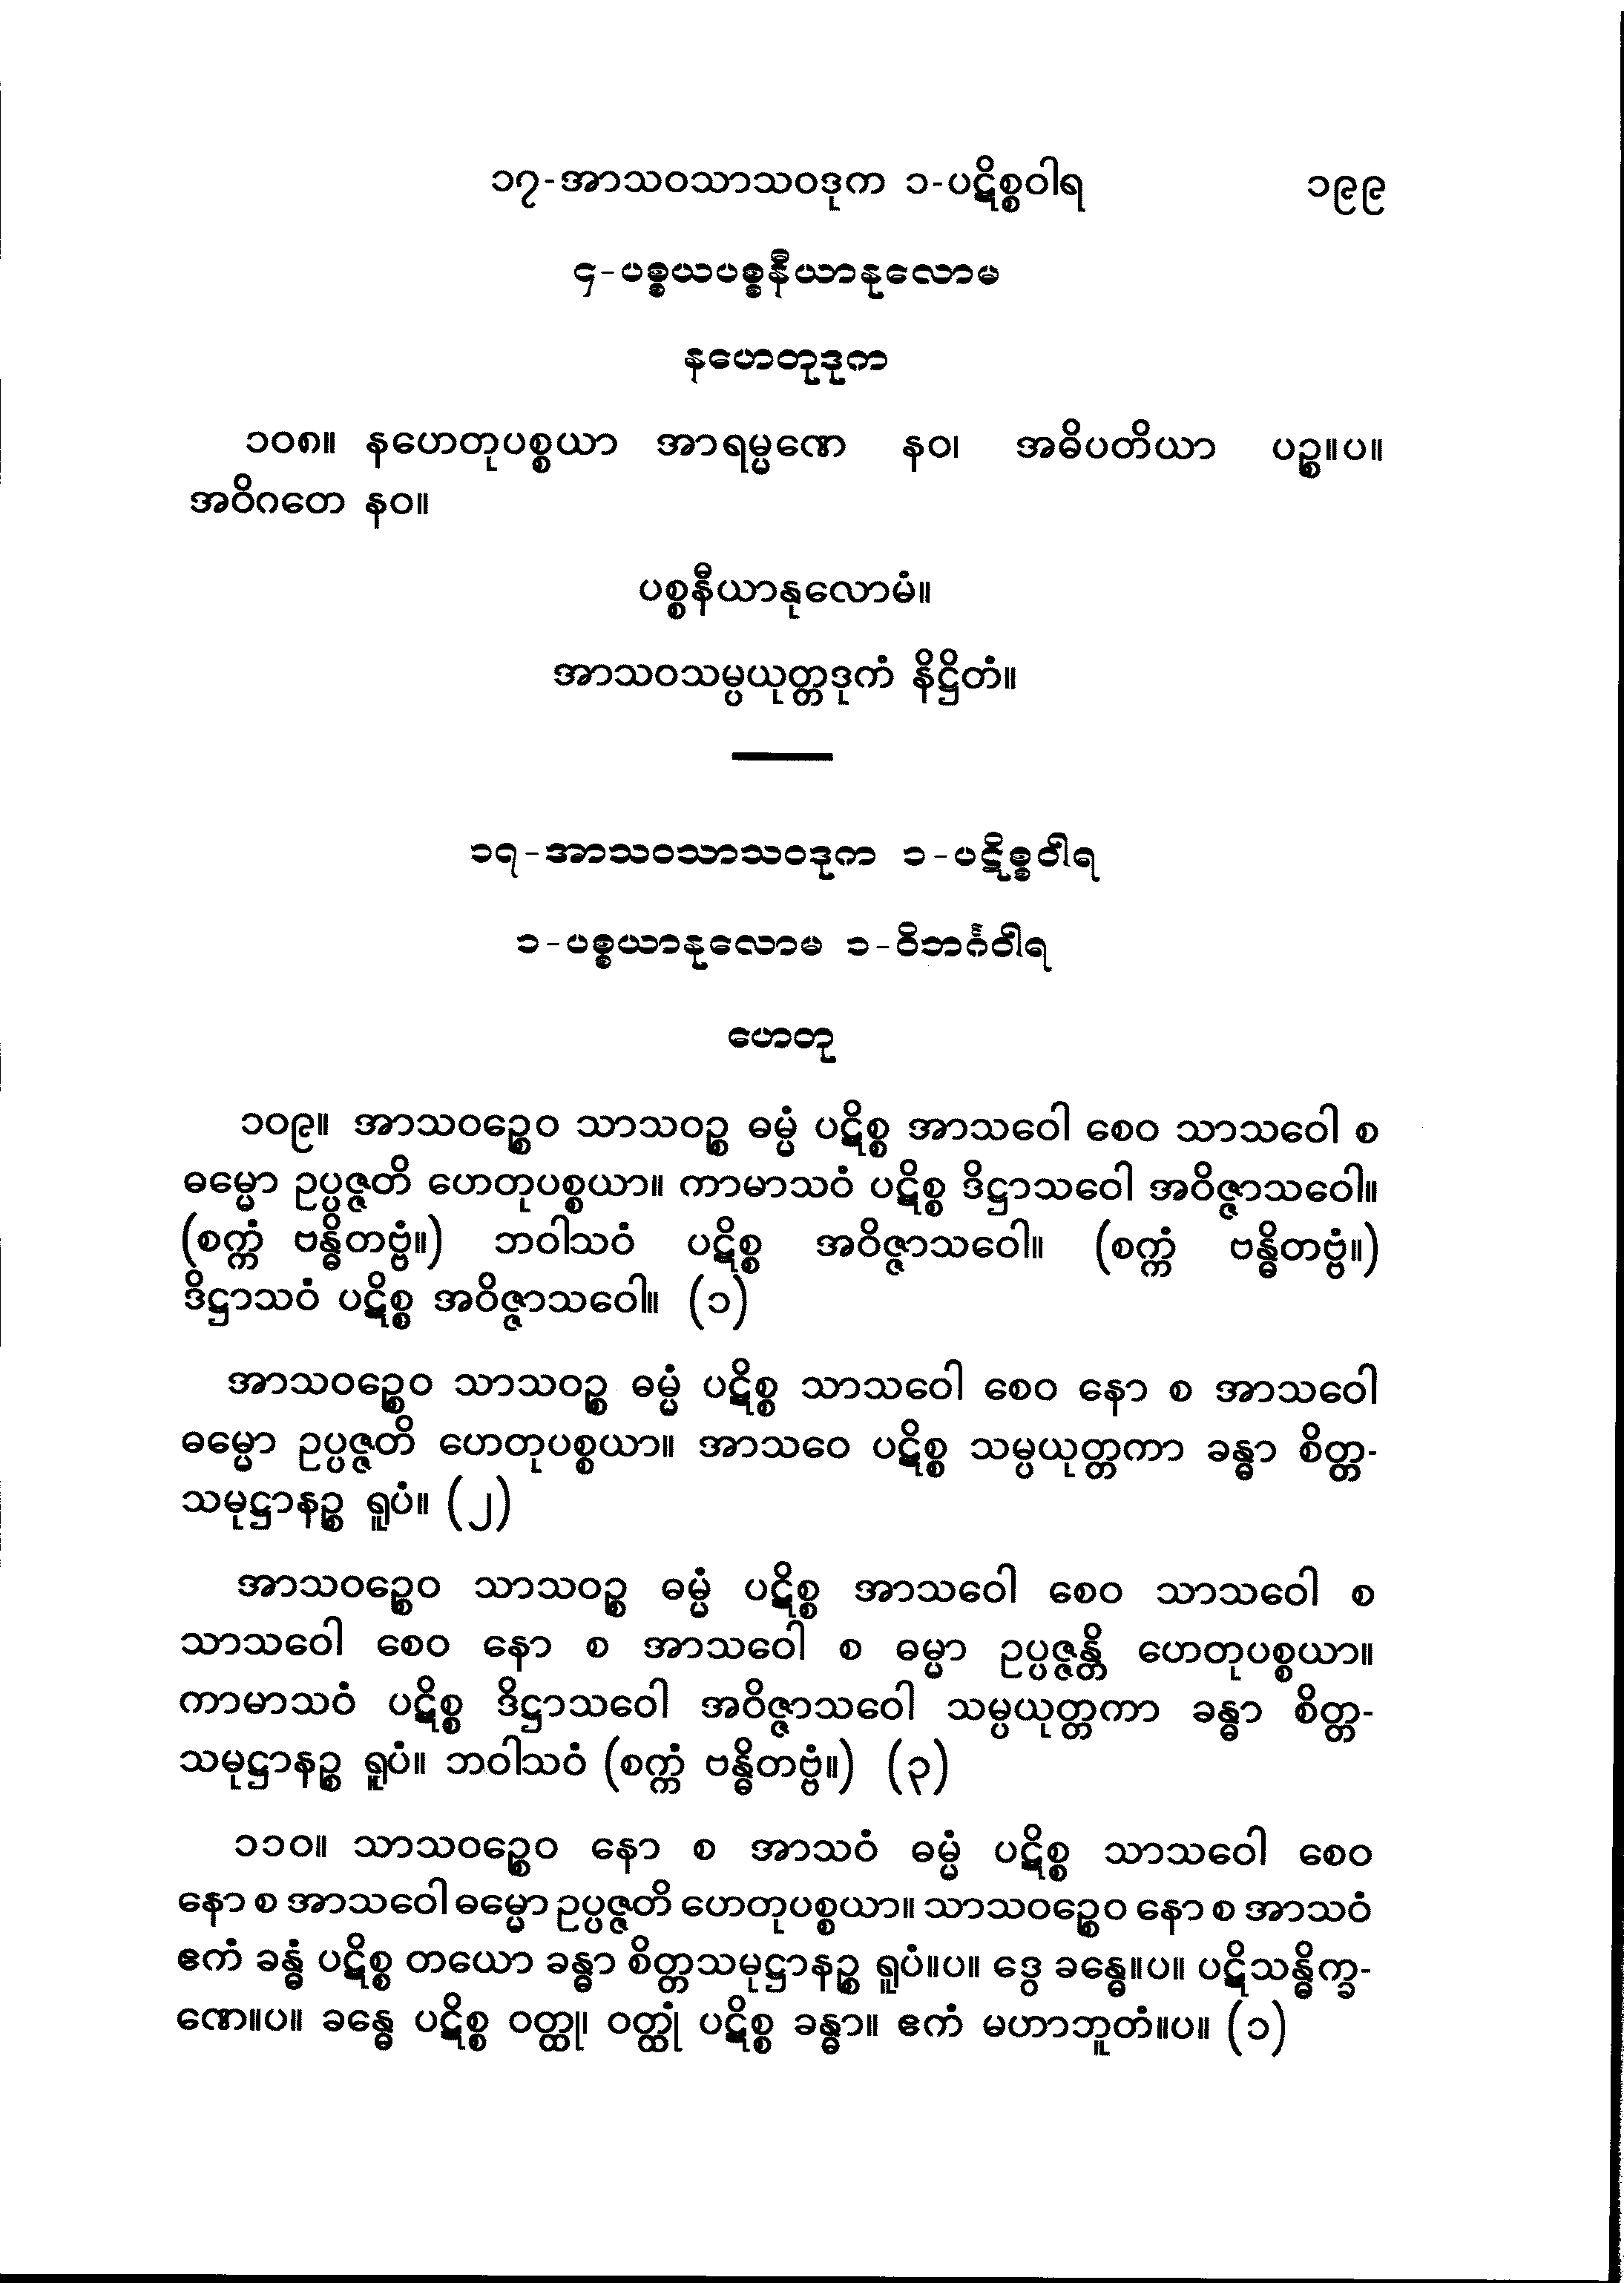 ၁၇-အာသဝသာသဝဒုက ၁-ပဋိစ္စဝါရ ၁၉၉
၄-ပစ္စယပစ္စနီယာနုလောမ
နဟေတုဒုက
၁၀၈။ နဟေတုပစ္စယာ အာရမ္မဏေ နဝ၊ အဓိပတိယာ ပဉ္စ။ပ။
အဝိဂတေ နဝ။
ပစ္စနီယာနုလောမံ။
အာသဝသမ္ပယုတ္တဒုကံ နိဋ္ဌိတံ။
၁၇-အာသဝသာသဝဒုက ၁-ပဋိစ္စဝါရ
၁-ပစ္စယာနုလောမ ၁-ဝိဘင်္ဂဝါရ
ဟေတု
၁၀၉။ အာသဝဉ္စေဝ သာသဝဉ္စ ဓမ္မံ ပဋိစ္စ အာသဝေါ စေဝ သာသဝေါ စ
ဓမ္မော ဥပ္ပဇ္ဇတိ ဟေတုပစ္စယာ။ ကာမာသဝံ ပဋိစ္စ ဒိဋ္ဌာသဝေါ အဝိဇ္ဇာသဝေါ။
(စက္ကံ ဗန္ဓိတဗ္ဗံ။) ဘဝါသဝံ ပဋိစ္စ အဝိဇ္ဇာသဝေါ။ (စက္ကံ ဗန္ဓိတဗ္ဗံ။)
ဒိဋ္ဌာသဝံ ပဋိစ္စ အဝိဇ္ဇာသဝေါ။ (၁)
အာသဝဉ္စေဝ သာသဝဉ္စ ဓမ္မံ ပဋိစ္စ သာသဝေါ စေဝ နော စ အာသဝေါ
ဓမ္မော ဥပ္ပဇ္ဇတိ ဟေတုပစ္စယာ။ အာသဝေ ပဋိစ္စ သမ္ပယုတ္တကာ ခန္ဓာ စိတ္တ-
သမုဋ္ဌာနဉ္စ ရူပံ။ (၂)
အာသဝဉ္စေဝ သာသဝဉ္စ ဓမ္မံ ပဋိစ္စ အာသဝေါ စေဝ သာသဝေါ စ
သာသဝေါ စေဝ နော စ အာသဝေါ စ ဓမ္မာ ဥပ္ပဇ္ဇန္တိ ဟေတုပစ္စယာ။
ကာမာသဝံ ပဋိစ္စ ဒိဋ္ဌာသဝေါ အဝိဇ္ဇာသဝေါ သမ္ပယုတ္တကာ ခန္ဓာ စိတ္တ-
သမုဋ္ဌာနဉ္စ ရူပံ။ ဘဝါသဝံ (စက္ကံ ဗန္ဓိတဗ္ဗံ။) (၃)
၁၁၀။ သာသဝဉ္စေဝ နော စ အာသဝံ ဓမ္မံ ပဋိစ္စ သာသဝေါ စေဝ
နော စ အာသဝေါ ဓမ္မော ဥပ္ပဇ္ဇတိ ဟေတုပစ္စယာ။ သာသဝဉ္စေဝ နော စ အာသဝံ
ဧကံ ခန္ဓံ ပဋိစ္စ တယော ခန္ဓာ စိတ္တသမုဋ္ဌာနဉ္စ ရူပံ။ပ။ ဒွေ ခန္ဓေ။ပ။ ပဋိသန္ဓိက္ခ-
ဏေ။ပ။ ခန္ဓေ ပဋိစ္စ ဝတ္ထု၊ ဝတ္ထုံ ပဋိစ္စ ခန္ဓာ။ ဧကံ မဟာဘူတံ။ပ။ (၁)